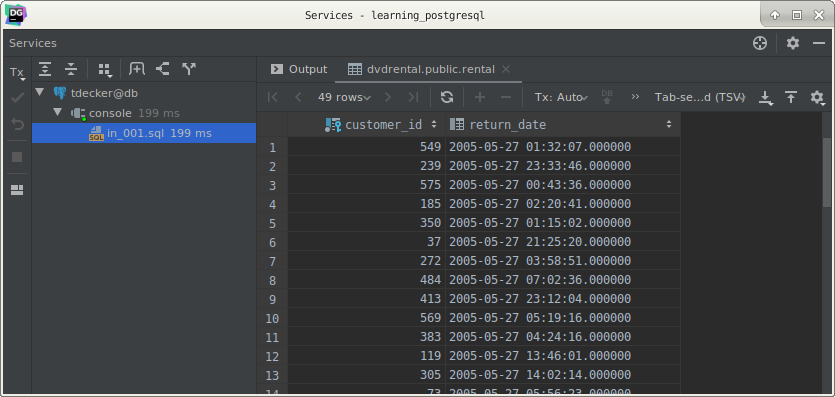 DG
Services - learning_postgresql
Services
Output
dvdrental.public.rental
Tx
49 rows
Tx: Auto
DB
Tab-se...d (TSV)
tdecker@db
console 199 ms
SQL
in_001.sql 199 ms
customer_id return_date
1 549 2005-05-27 01:32:07.000000
2 239 2005-05-27 23:33:46.000000
3 575 2005-05-27 00:43:36.000000
4 185 2005-05-27 02:20:41.000000
5 350 2005-05-27 01:15:02.000000
6 37 2005-05-27 21:25:20.000000
7 272 2005-05-27 03:58:51.000000
8 484 2005-05-27 07:02:36.000000
9 413 2005-05-27 23:12:04.000000
10 569 2005-05-27 05:19:16.000000
11 383 2005-05-27 04:24:16.000000
12 119 2005-05-27 13:46:01.000000
13 305 2005-05-27 14:02:14.000000
14 73 2005-05-27 05:56:23.000000